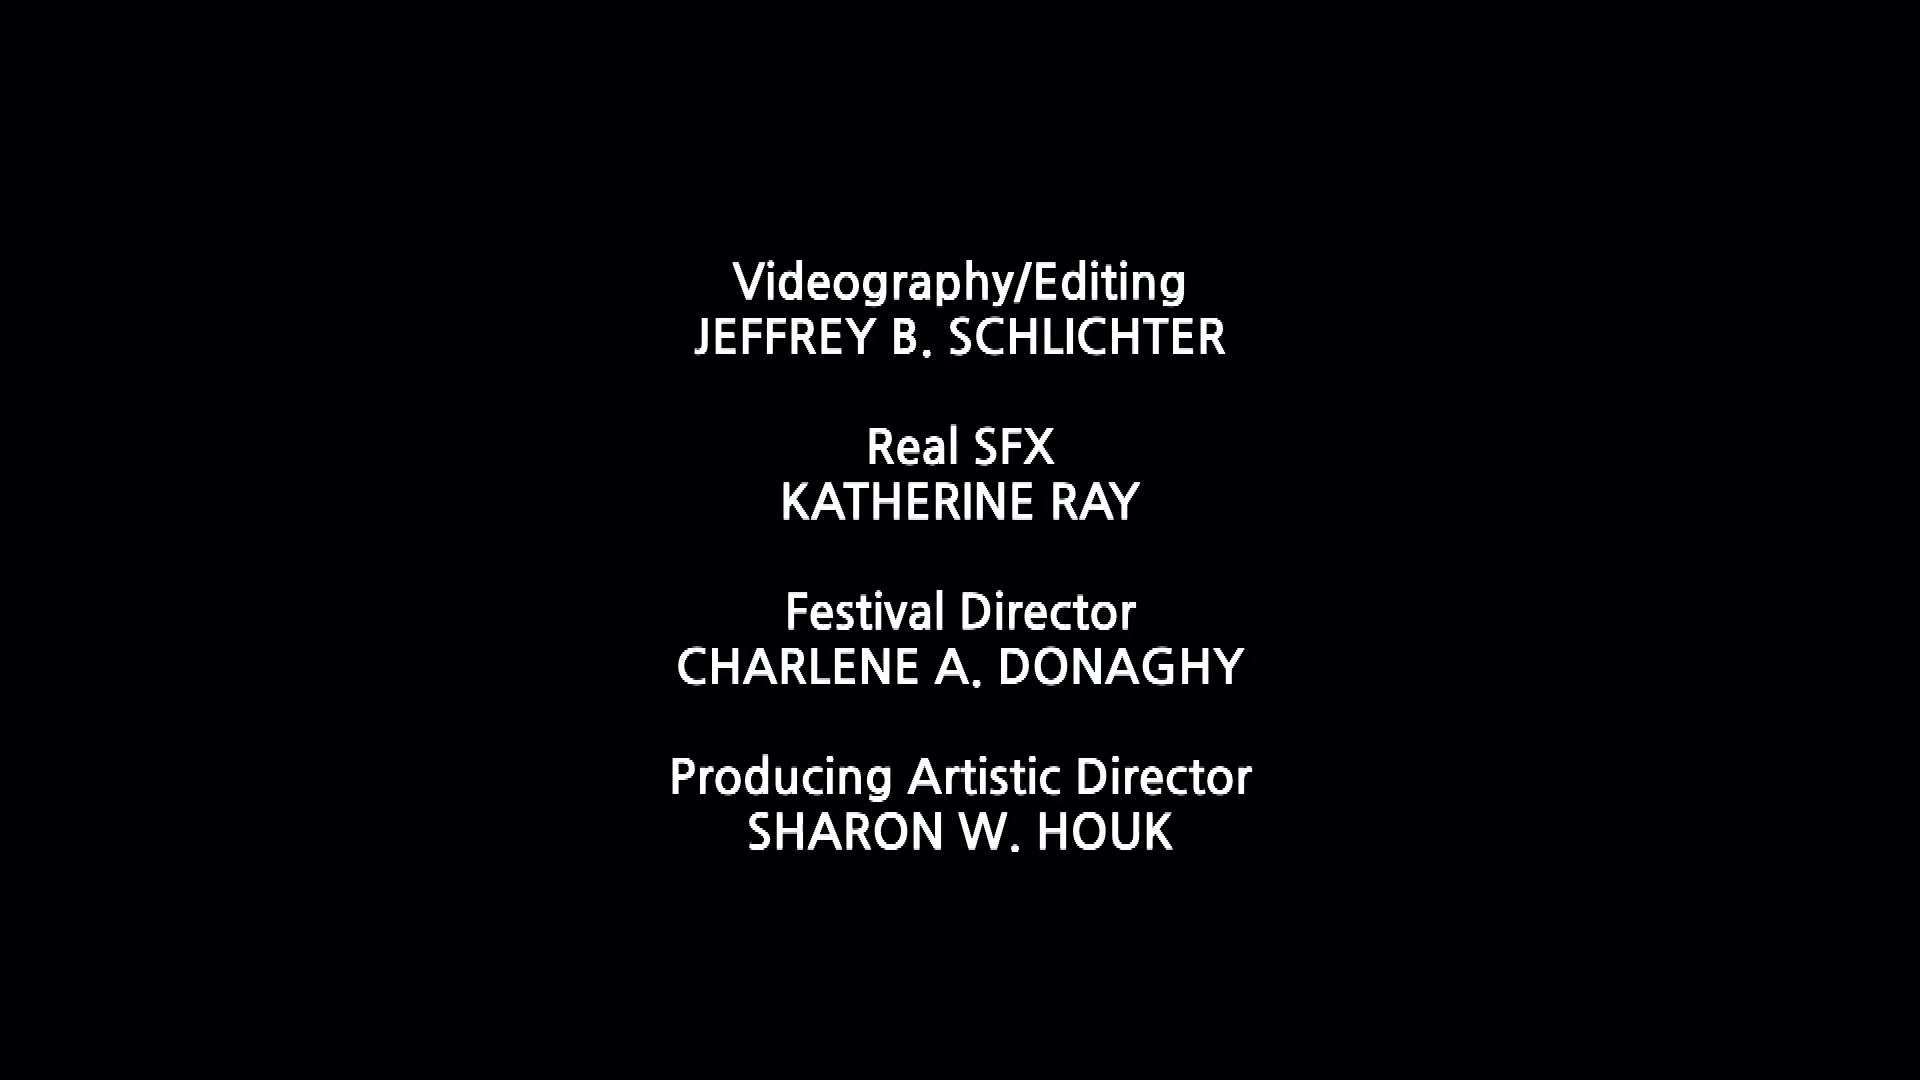 Videography/Editing
JEFFREY B. SCHLICHTER
Real SFX
KATHERINE RAY
Festival Director
CHARLENE A. DONAGHY
Producing Artistic Director
SHARON W. HOUK